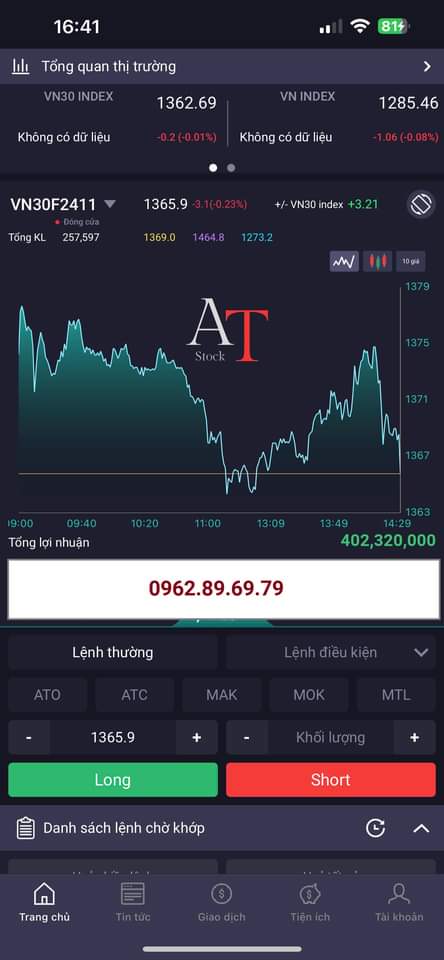 16:41
81
Tổng quan thị trường
VN30 INDEX 1362.69
Không có dữ liệu -0.2 (-0.01%)
VN INDEX 1285.46
Không có dữ liệu -1.06 (-0.08%)
VN30F2411 1365.9 -3.1(-0.23%) +/- VN30 index +3.21
Đóng cửa
Tổng KL 257,597 1369.0 1464.8 1273.2
10 giá
1379
1375
1371
1367
1363
A T
Stock
09:00 09:40 10:20 11:00 13:09 13:49 14:29
Tổng lợi nhuận 402,320,000
0962.89.69.79
Lệnh thường Lệnh điều kiện
ATO ATC MAK MOK MTL
- 1365.9 + - Khối lượng +
Long Short
Danh sách lệnh chờ khớp
Trang chủ Tin tức Giao dịch Tiện ích Tài khoản